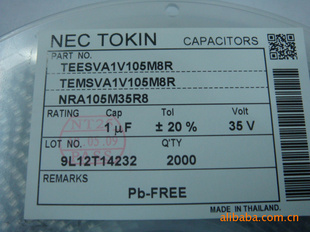 NEC TOKIN CAPACITORS
PART NO.
TEESVA1V105M8R
TEMSVA1V105M8R
NRA105M35R8
RATING Cap Tol Volt
1 μF ± 20 % 35 V
LOT NO. Q'TY
9L12T14232 2000
REMARKS
Pb-FREE
MADE IN THAILAND.
alibaba.com.cn